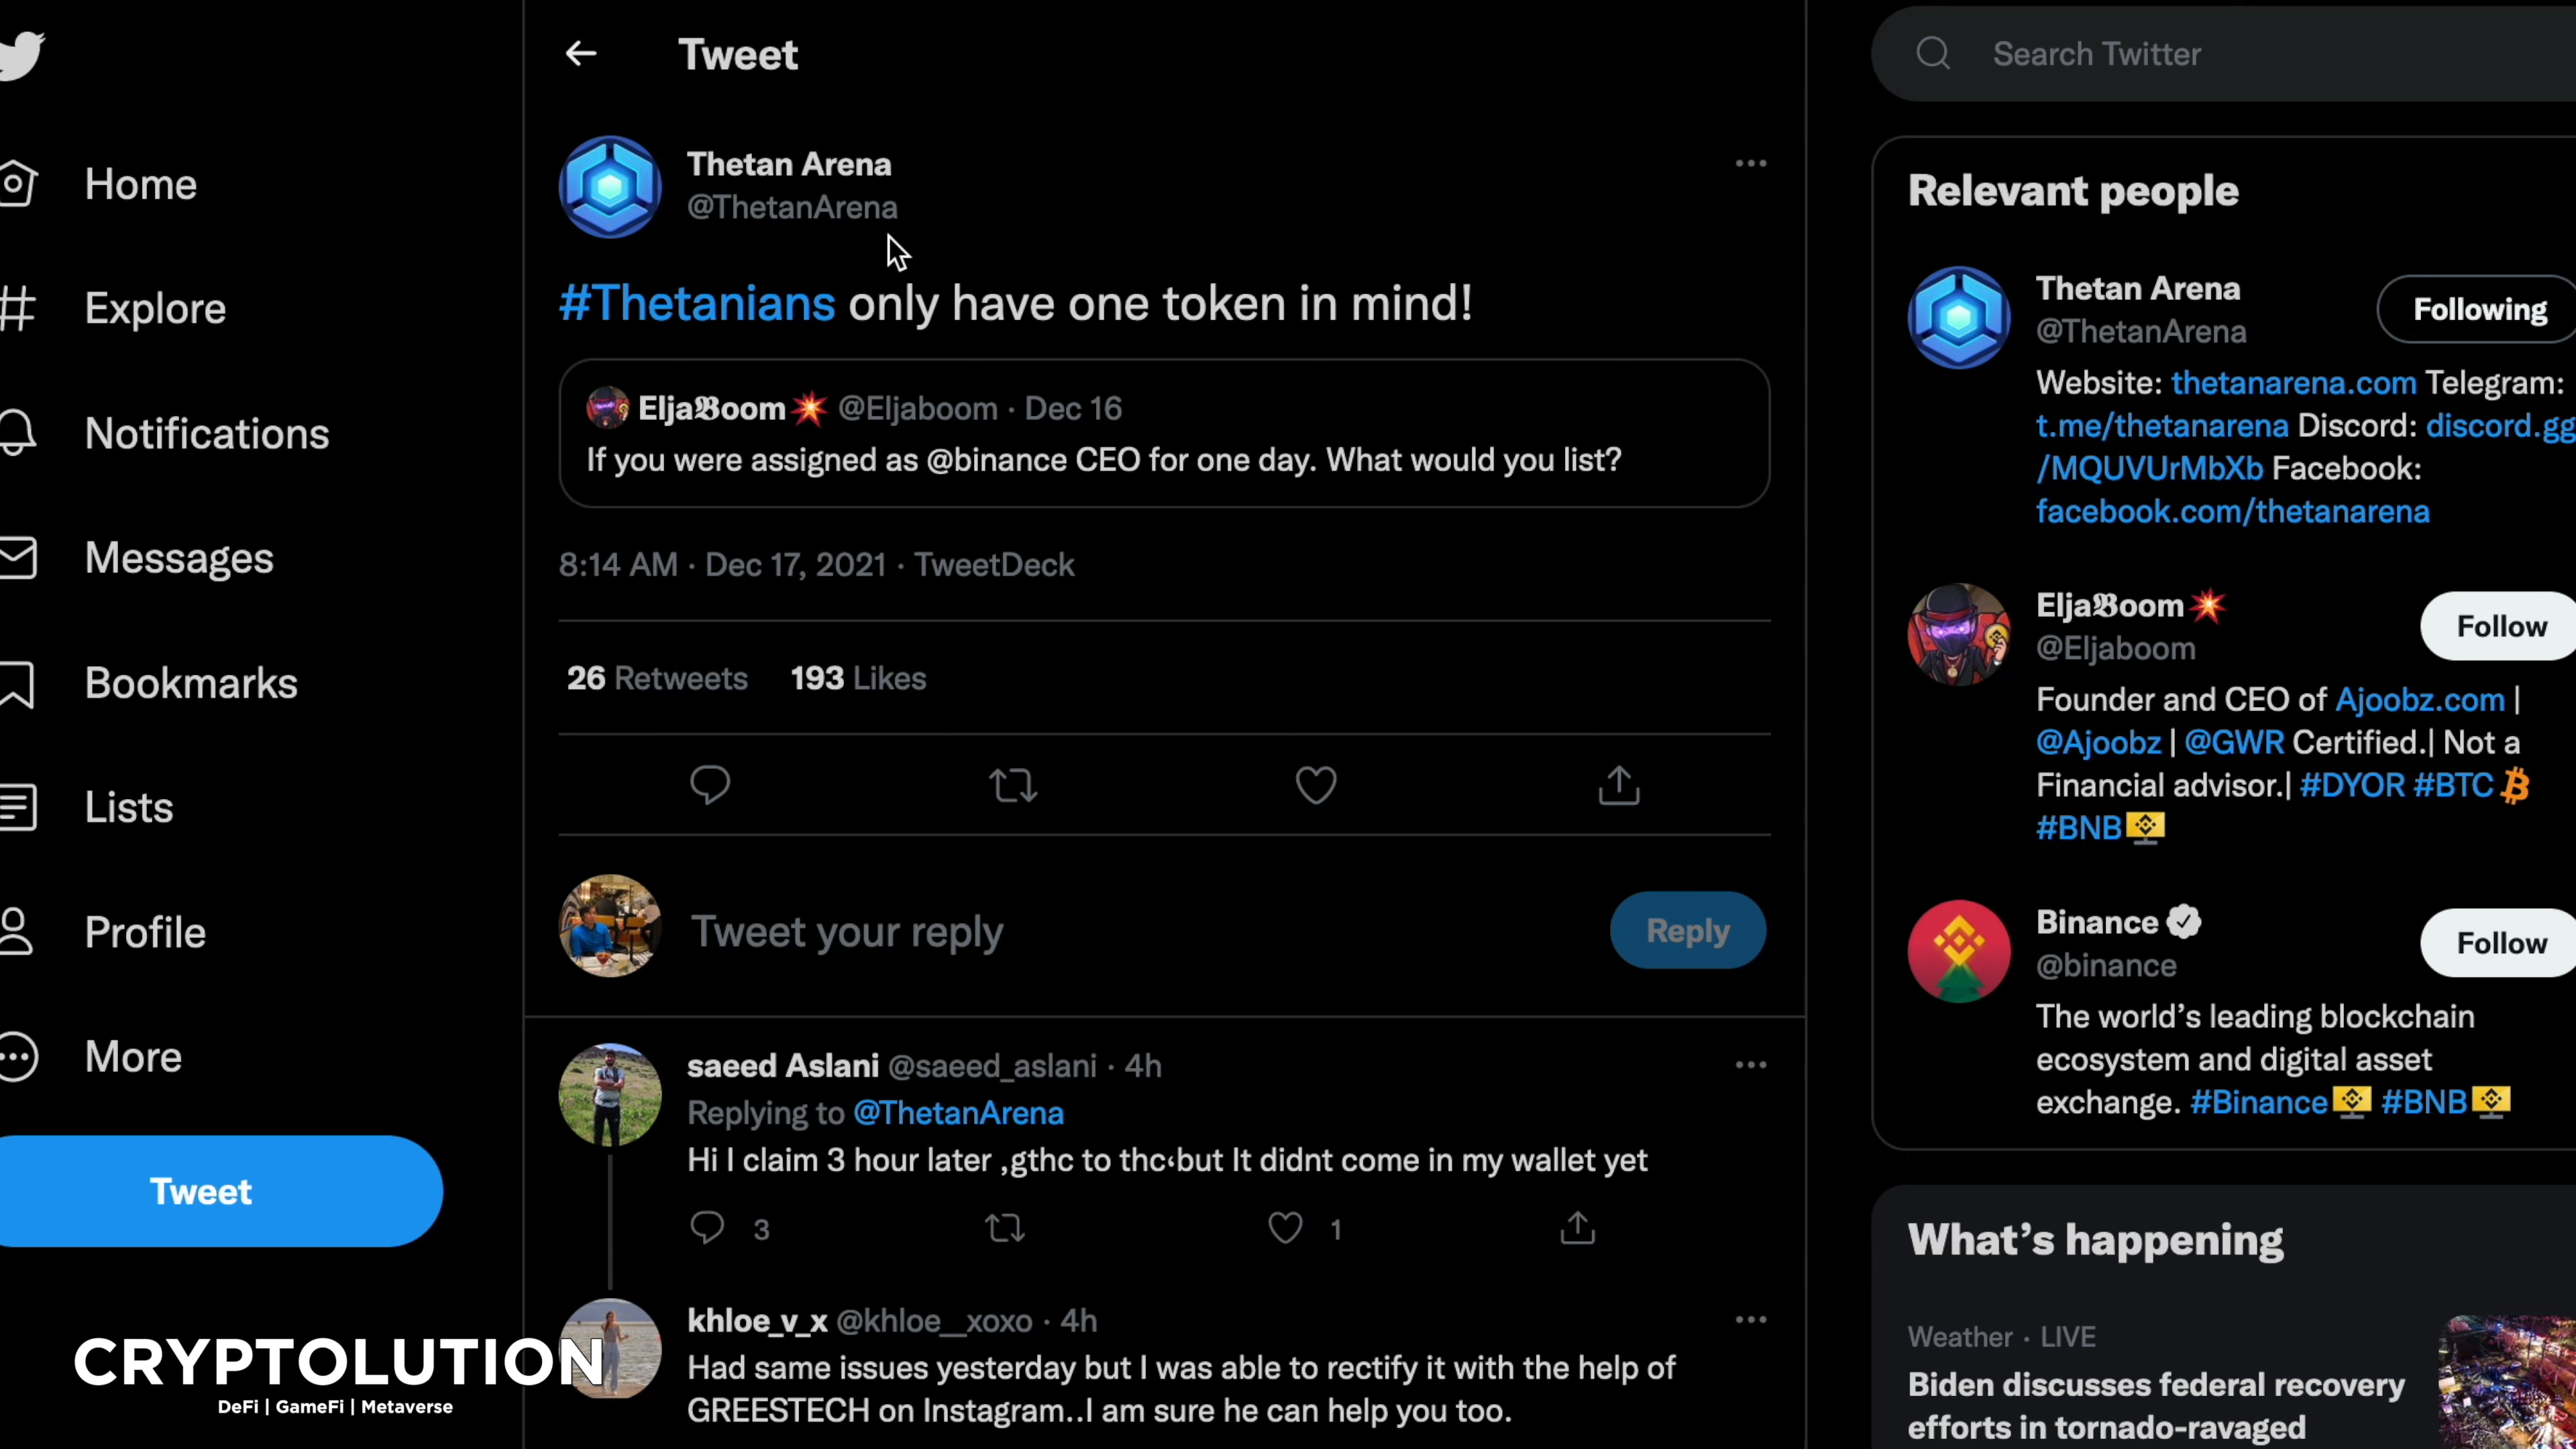 Home
Explore
Notifications
Messages
Bookmarks
Lists
Profile
More
Tweet
CRYPTOLUTION
DeFi | GameFi | Metaverse
Tweet
Thetan Arena
@ThetanArena
#Thetanians only have one token in mind!
Elja𝕭oom💥 @Eljaboom · Dec 16
If you were assigned as @binance CEO for one day. What would you list?
8:14 AM · Dec 17, 2021 · TweetDeck
26 Retweets 193 Likes
Tweet your reply
Reply
saeed Aslani @saeed_aslani · 4h
Replying to @ThetanArena
Hi I claim 3 hour later ,gthc to thc،but It didnt come in my wallet yet
3 1
khloe_v_x @khloe__xoxo · 4h
Had same issues yesterday but I was able to rectify it with the help of
GREESTECH on Instagram..I am sure he can help you too.
Search Twitter
Relevant people
Thetan Arena
@ThetanArena
Following
Website: thetanarena.com Telegram:
t.me/thetanarena Discord: discord.gg
/MQUVUrMbXb Facebook:
facebook.com/thetanarena
Elja𝕭oom💥
@Eljaboom
Follow
Founder and CEO of Ajoobz.com |
@Ajoobz | @GWR Certified.| Not a
Financial advisor.| #DYOR #BTC
#BNB
Binance
@binance
Follow
The world's leading blockchain
ecosystem and digital asset
exchange. #Binance #BNB
What's happening
Weather · LIVE
Biden discusses federal recovery
efforts in tornado-ravaged